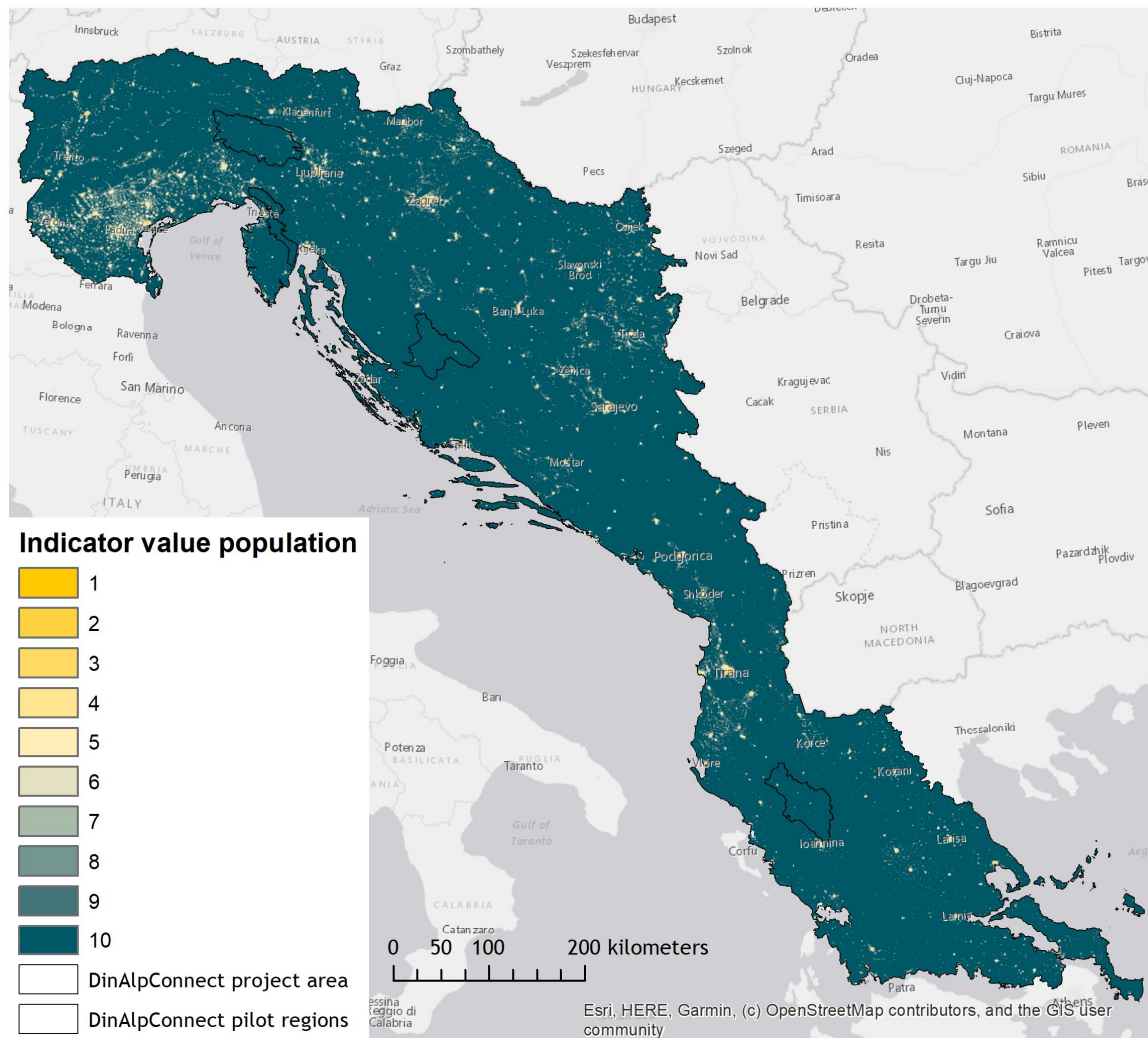 Debrecen
Budapest
Innsbruck
SALZBURG
AUSTRIA
STYRIA
Szombathely
Szekesfehervar
Szolnok
Bistrita
Veszprem
Oradea
Graz
Kecskemet
Cluj-Napoca
HUNGARY
Targu Mures
Klagenfurt
Maribor
Szeged
Arad
ROMANIA
Trento
Pecs
Ljubljana
Sibiu
Timisoara
Zagreb
Trieste
Verona
Padua
Venice
Osijek
VOJVODINA
Novi Sad
Resita
Ramnicu
Valcea
Gulf of
Venice
Rijeka
Slavonski
Brod
Targu Jiu
Pitesti
Ferrara
Belgrade
Drobeta-
Turnu
Severin
Modena
Banja Luka
Bologna
Ravenna
Tuzla
Craiova
Forli
San Marino
Zenica
Vidin
Zadar
Kragujevac
Florence
Cacak
SERBIA
Sarajevo
Ancona
Montana
Pleven
TUSCANY
MARCHE
Split
Nis
UMBRIA
Perugia
Mostar
ITALY
Adriatic Sea
Sofia
Pristina
Podgorica
Pazardzhik
Plovdiv
Prizren
Blagoevgrad
Shkoder
Skopje
NORTH
MACEDONIA
Foggia
Tirana
Bari
Thessaloniki
Potenza
BASILICATA
PUGLIA
Taranto
Korce
Vlore
Kozani
Gulf of
Taranto
Ioannina
Larisa
Corfu
CALABRIA
Lamia
Catanzaro
Patra
Athens
Calabria
Indicator value population
1
2
3
4
5
6
7
8
9
10
DinAlpConnect project area
DinAlpConnect pilot regions
0 50 100 200 kilometers
Esri, HERE, Garmin, (c) OpenStreetMap contributors, and the GIS user
community